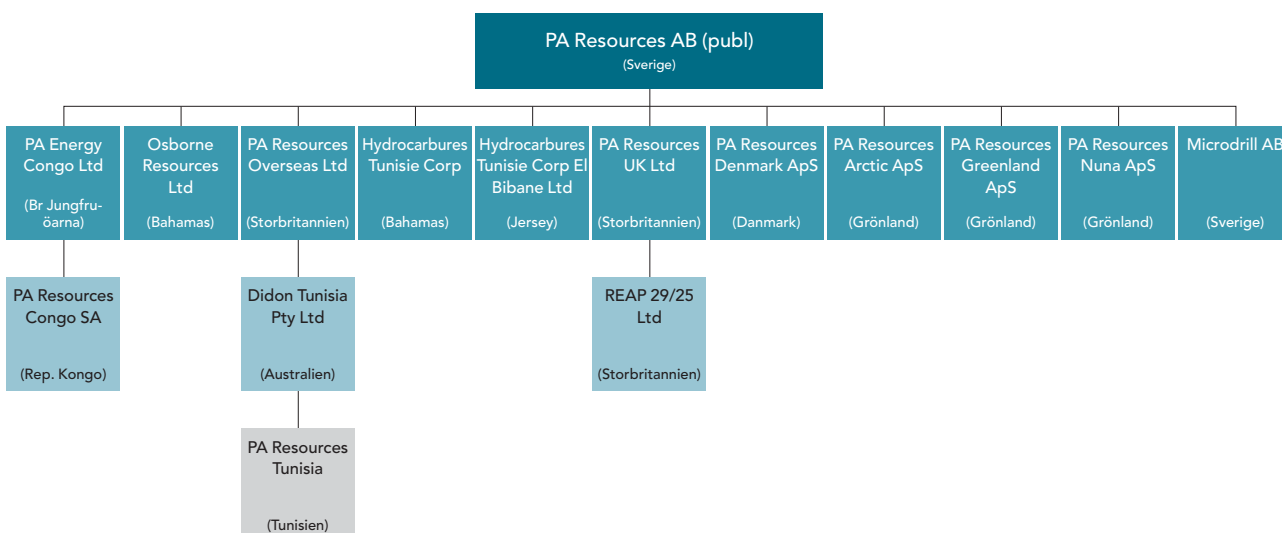 PA Resources AB (publ)
(Sverige)
PA Energy
Congo Ltd
(Br Jungfru-
öarna)
Osborne
Resources
Ltd
(Bahamas)
PA Resources
Overseas Ltd
(Storbritannien)
Hydrocarbures
Tunisie Corp
(Bahamas)
Hydrocarbures
Tunisie Corp El
Bibane Ltd
(Jersey)
PA Resources
UK Ltd
(Storbritannien)
PA Resources
Denmark ApS
(Danmark)
PA Resources
Arctic ApS
(Grönland)
PA Resources
Greenland
ApS
(Grönland)
PA Resources
Nuna ApS
(Grönland)
Microdrill AB
(Sverige)
PA Resources
Congo SA
(Rep. Kongo)
Didon Tunisia
Pty Ltd
(Australien)
REAP 29/25
Ltd
(Storbritannien)
PA Resources
Tunisia
(Tunisien)